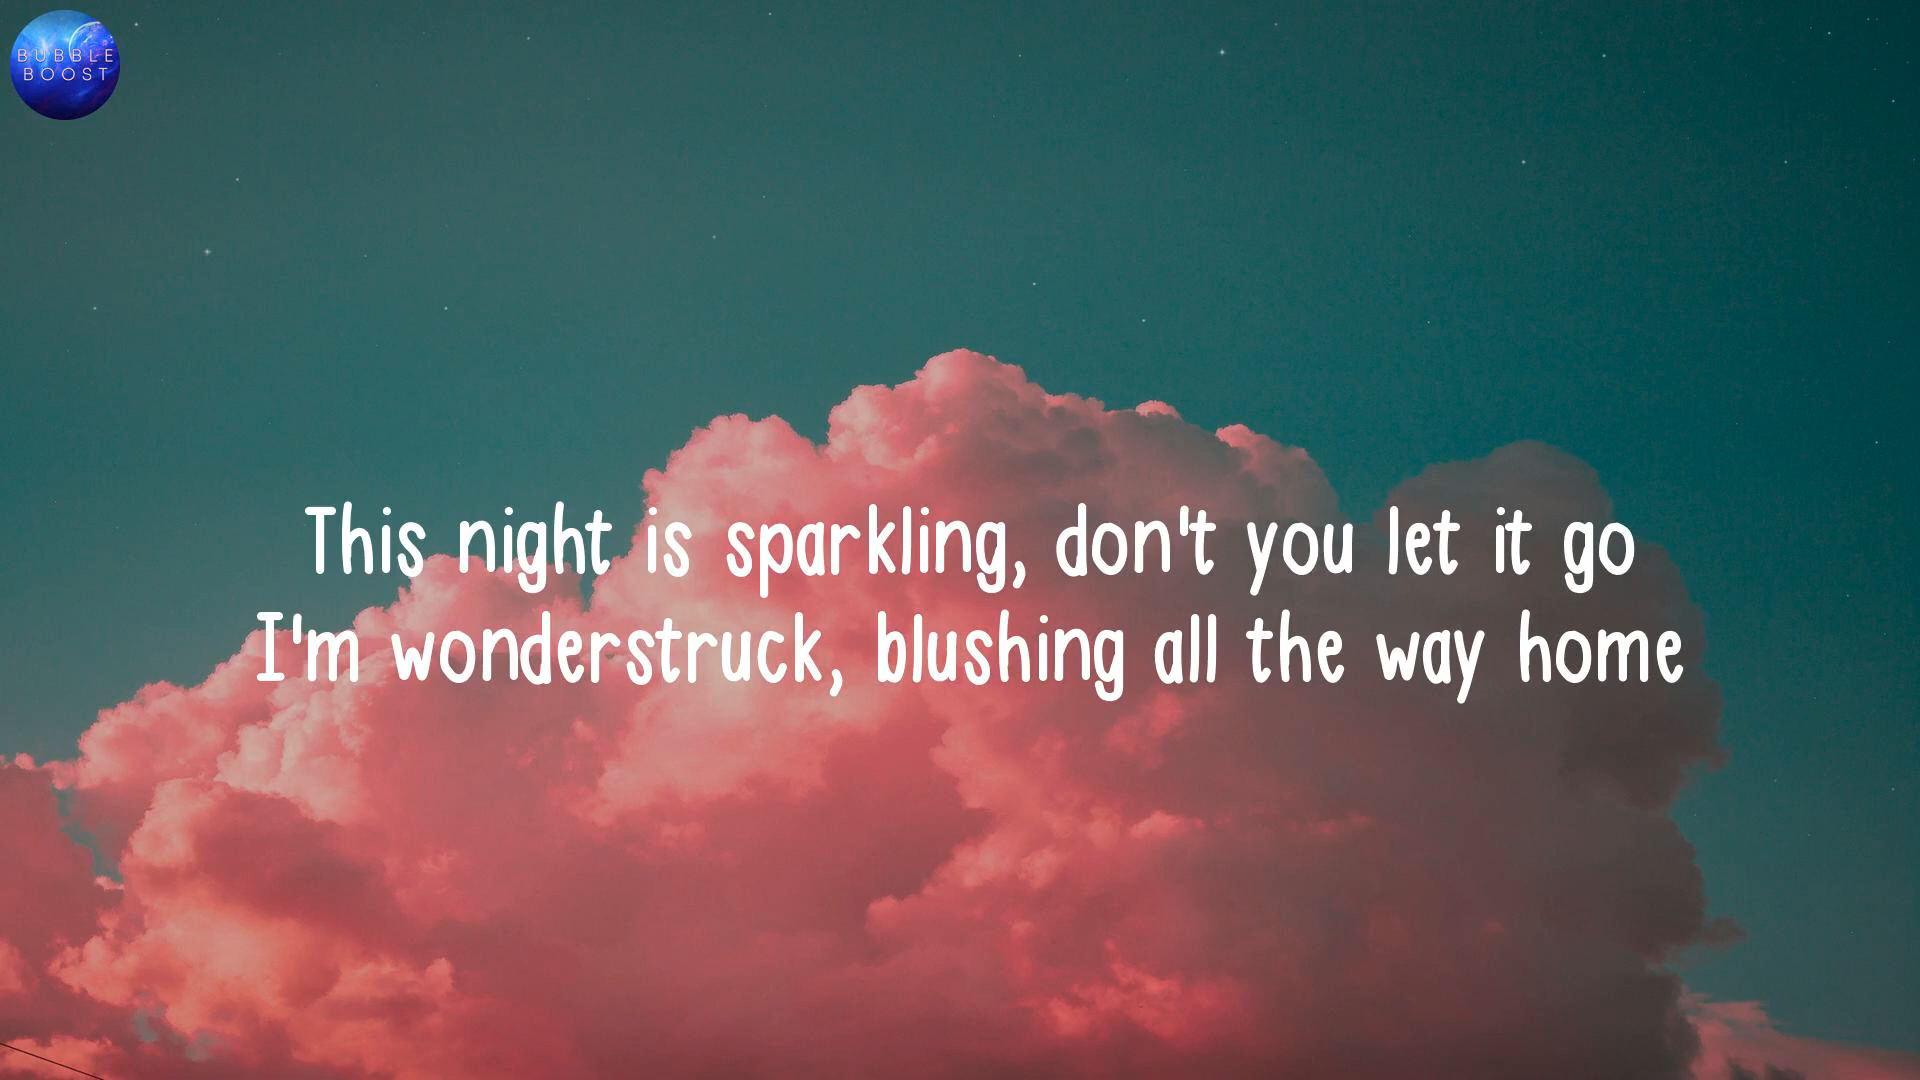 BUBBLE
BOOST
This night is sparkling, don't you let it go
I'm wonderstruck, blushing all the way home